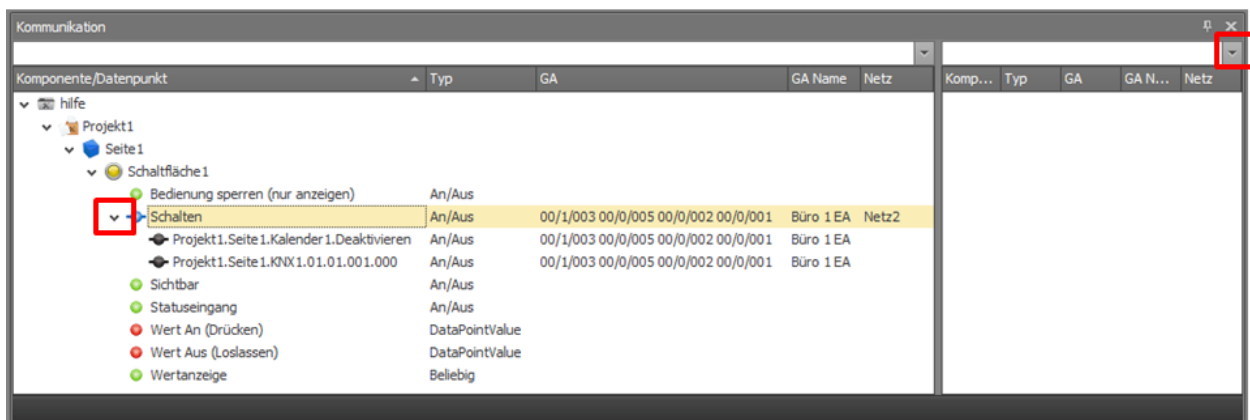 Kommunikation
Komponente/Datenpunkt Typ GA GA Name Netz Komp... Typ GA GA N... Netz
hilfe
Projekt1
Seite1
Schaltfläche1
Bedienung sperren (nur anzeigen) An/Aus
Schalten An/Aus 00/1/003 00/0/005 00/0/002 00/0/001 Büro 1 EA Netz2
Projekt1.Seite1.Kalender1.Deaktivieren An/Aus 00/1/003 00/0/005 00/0/002 00/0/001 Büro 1 EA
Projekt1.Seite1.KNX1.01.01.001.000 An/Aus 00/1/003 00/0/005 00/0/002 00/0/001 Büro 1 EA
Sichtbar An/Aus
Statuseingang An/Aus
Wert An (Drücken) DataPointValue
Wert Aus (Loslassen) DataPointValue
Wertanzeige Beliebig